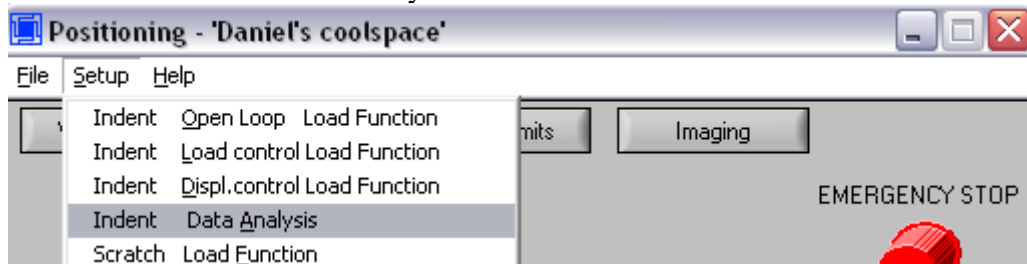 Positioning - 'Daniel's coolspace'
File Setup Help
Indent Open Loop Load Function
Indent Load control Load Function
mits Imaging
Indent Displ.control Load Function
EMERGENCY STOP
Indent Data Analysis
Scratch Load Function